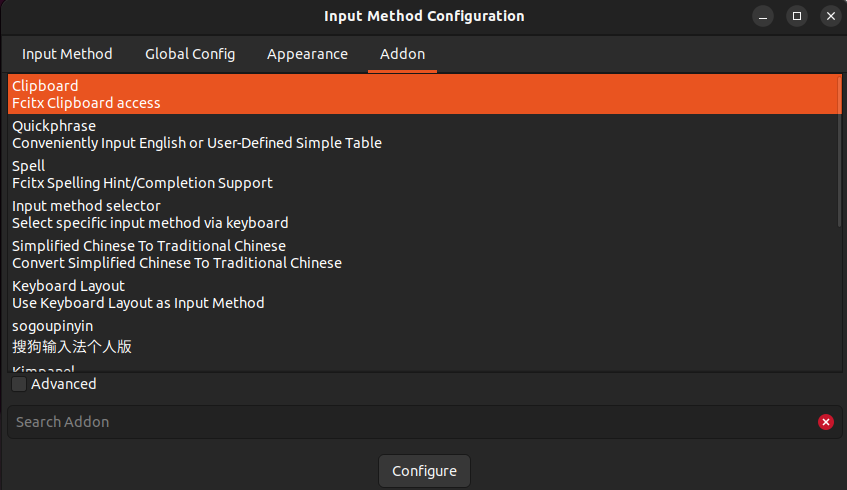 Input Method Configuration
Input Method Global Config Appearance Addon
Clipboard
Fcitx Clipboard access
Quickphrase
Conveniently Input English or User-Defined Simple Table
Spell
Fcitx Spelling Hint/Completion Support
Input method selector
Select specific input method via keyboard
Simplified Chinese To Traditional Chinese
Convert Simplified Chinese To Traditional Chinese
Keyboard Layout
Use Keyboard Layout as Input Method
sogoupinyin
搜狗输入法个人版
Kimpanel
Advanced
Search Addon
Configure